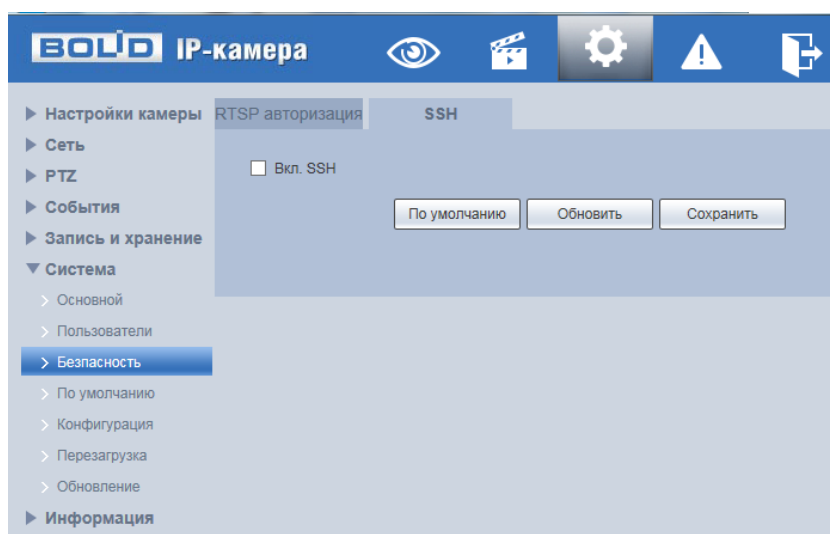 BOLID IP-камера
Настройки камеры
Сеть
PTZ
События
Запись и хранение
Система
Основной
Пользователи
Безпасность
По умолчанию
Конфигурация
Перезагрузка
Обновление
Информация
RTSP авторизация SSH
Вкл. SSH
По умолчанию Обновить Сохранить